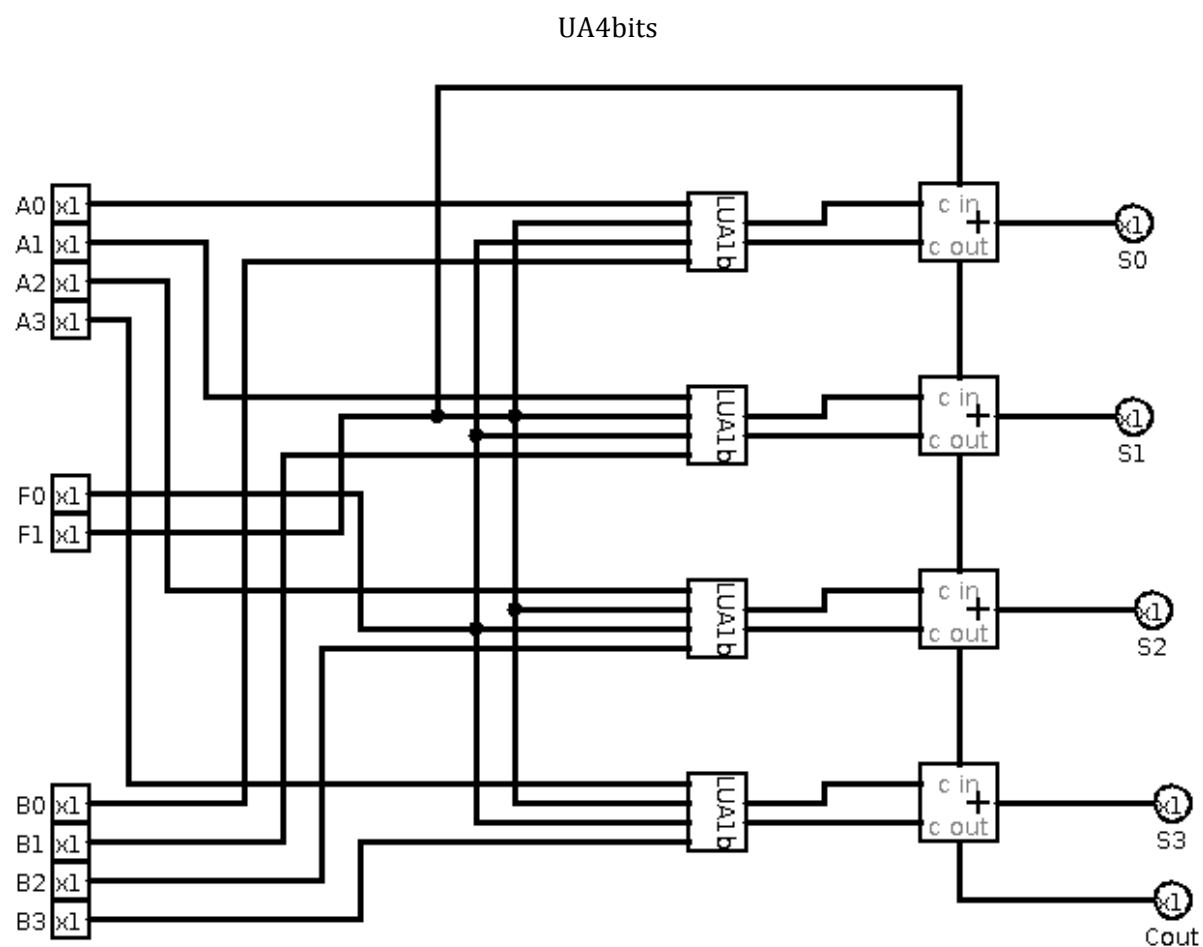 UA4bits
A0 x1
A1 x1
A2 x1
A3 x1
F0 x1
F1 x1
B0 x1
B1 x1
B2 x1
B3 x1
LUA1b
LUA1b
LUA1b
LUA1b
c in
+
c out
c in
+
c out
c in
+
c out
c in
+
c out
x1
S0
x1
S1
x1
S2
x1
S3
x1
Cout